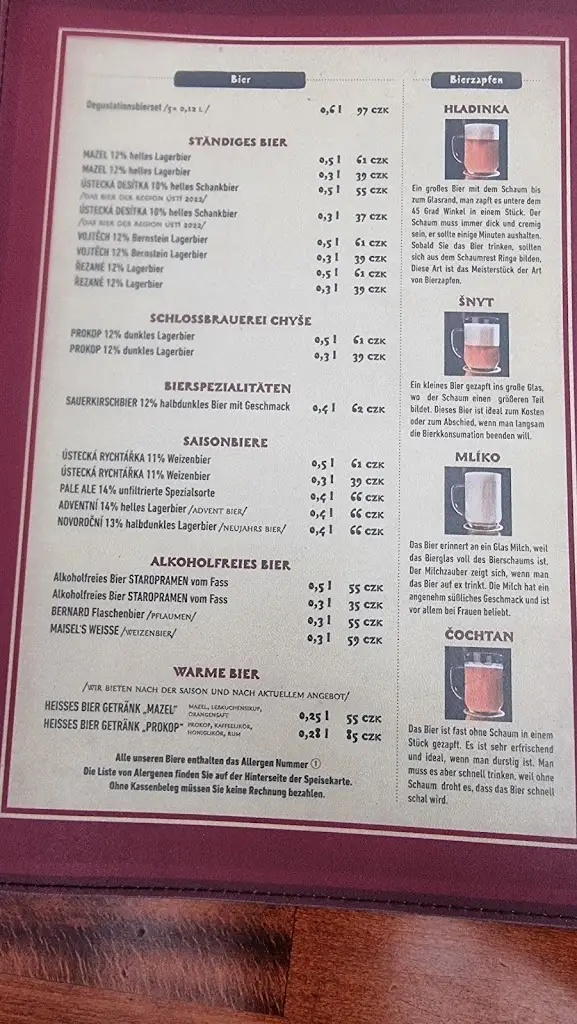 Bier
Degustationsbierset /5× 0,12 L/ 0,6 l 97 CZK
STÄNDIGES BIER
MAZEL 12% helles Lagerbier 0,5 l 61 CZK
MAZEL 12% helles Lagerbier 0,3 l 39 CZK
ÚSTECKÁ DESÍTKA 10% helles Schankbier 0,5 l 55 CZK
/DAS BIER DER REGION ÚSTÍ 2022/
ÚSTECKÁ DESÍTKA 10% helles Schankbier 0,3 l 37 CZK
/DAS BIER DER REGION ÚSTÍ 2022/
VOJTĚCH 12% Bernstein Lagerbier 0,5 l 61 CZK
VOJTĚCH 12% Bernstein Lagerbier 0,3 l 39 CZK
ŘEZANÉ 12% Lagerbier 0,5 l 61 CZK
ŘEZANÉ 12% Lagerbier 0,3 l 39 CZK
SCHLOSSBRAUEREI CHYŠE
PROKOP 12% dunkles Lagerbier 0,5 l 61 CZK
PROKOP 12% dunkles Lagerbier 0,3 l 39 CZK
BIERSPEZIALITÄTEN
SAUERKIRSCHBIER 12% halbdunkles Bier mit Geschmack 0,4 l 62 CZK
SAISONBIERE
ÚSTECKÁ RYCHTÁŘKA 11% Weizenbier 0,5 l 61 CZK
ÚSTECKÁ RYCHTÁŘKA 11% Weizenbier 0,3 l 39 CZK
PALE ALE 14% unfiltrierte Spezialsorte 0,4 l 66 CZK
ADVENTNÍ 14% helles Lagerbier /ADVENT BIER/ 0,4 l 66 CZK
NOVOROČNÍ 13% halbdunkles Lagerbier /NEUJAHRS BIER/ 0,4 l 66 CZK
ALKOHOLFREIES BIER
Alkoholfreies Bier STAROPRAMEN vom Fass 0,5 l 55 CZK
Alkoholfreies Bier STAROPRAMEN vom Fass 0,3 l 35 CZK
BERNARD Flaschenbier /PFLAUMEN/ 0,3 l 55 CZK
MAISEL'S WEISSE /WEIZENBIER/ 0,3 l 59 CZK
WARME BIER
/WIR BIETEN NACH DER SAISON UND NACH AKTUELLEM ANGEBOT/
HEISSES BIER GETRÄNK „MAZEL" MAZEL, LEBKUCHENSIRUP, ORANGENSAFT 0,25 l 55 CZK
HEISSES BIER GETRÄNK „PROKOP" PROKOP, KAFFEELIKÖR, HONIGLIKÖR, RUM 0,28 l 85 CZK
Alle unseren Biere enthalten das Allergen Nummer 1
Die Liste von Alergenen finden Sie auf der Hinterseite der Speisekarte.
Ohne Kassenbeleg müssen Sie keine Rechnung bezahlen.
Bierzapfen
HLADINKA
Ein großes Bier mit dem Schaum bis
zum Glasrand, man zapft es untere dem
45 Grad Winkel in einem Stück. Der
Schaum muss immer dick und cremig
sein, er sollte einige Minuten aushalten.
Sobald Sie das Bier trinken, sollten
sich aus dem Schaumrest Ringe bilden.
Diese Art ist das Meisterstück der Art
von Bierzapfen.
ŠNYT
Ein kleines Bier gezapft ins große Glas,
wo der Schaum einen größeren Teil
bildet. Dieses Bier ist ideal zum Kosten
oder zum Abschied, wenn man langsam
die Bierkonsumation beenden will.
MLÍKO
Das Bier erinnert an ein Glas Milch, weil
das Bierglas voll des Bierschaums ist.
Der Milchzauber zeigt sich, wenn man
das Bier auf ex trinkt. Die Milch hat ein
angenehm süßliches Geschmack und ist
vor allem bei Frauen beliebt.
ČOCHTAN
Das Bier ist fast ohne Schaum in einem
Stück gezapft. Es ist sehr erfrischend
und ideal, wenn man durstig ist. Man
muss es aber schnell trinken, weil ohne
Schaum droht es, dass das Bier schnell
schal wird.